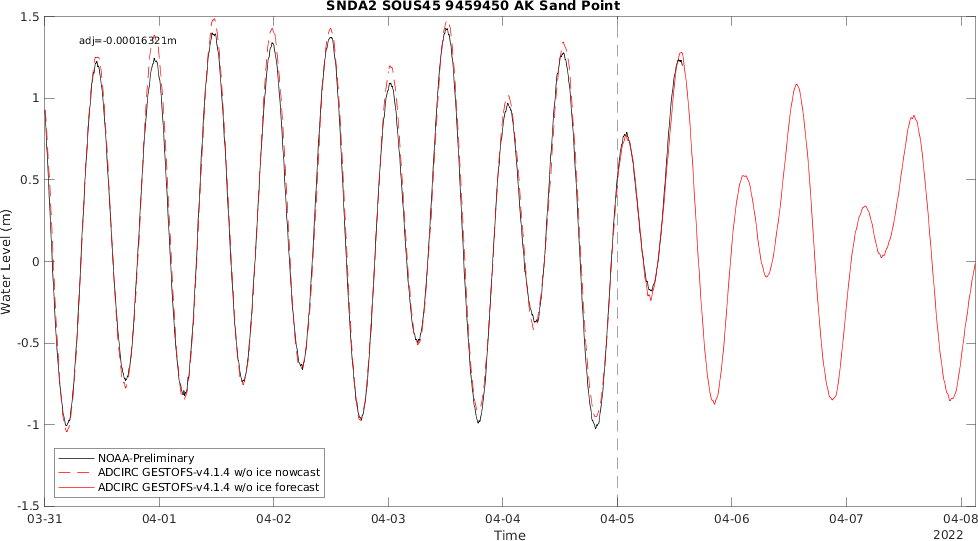 SNDA2 SOUS45 9459450 AK Sand Point
adj=-0.00016321m
1.5
1
0.5
0
-0.5
-1
-1.5
Water Level (m)
NOAA-Preliminary
ADCIRC GESTOFS-v4.1.4 w/o ice nowcast
ADCIRC GESTOFS-v4.1.4 w/o ice forecast
03-31 04-01 04-02 04-03 04-04 04-05 04-06 04-07 04-08
Time
2022